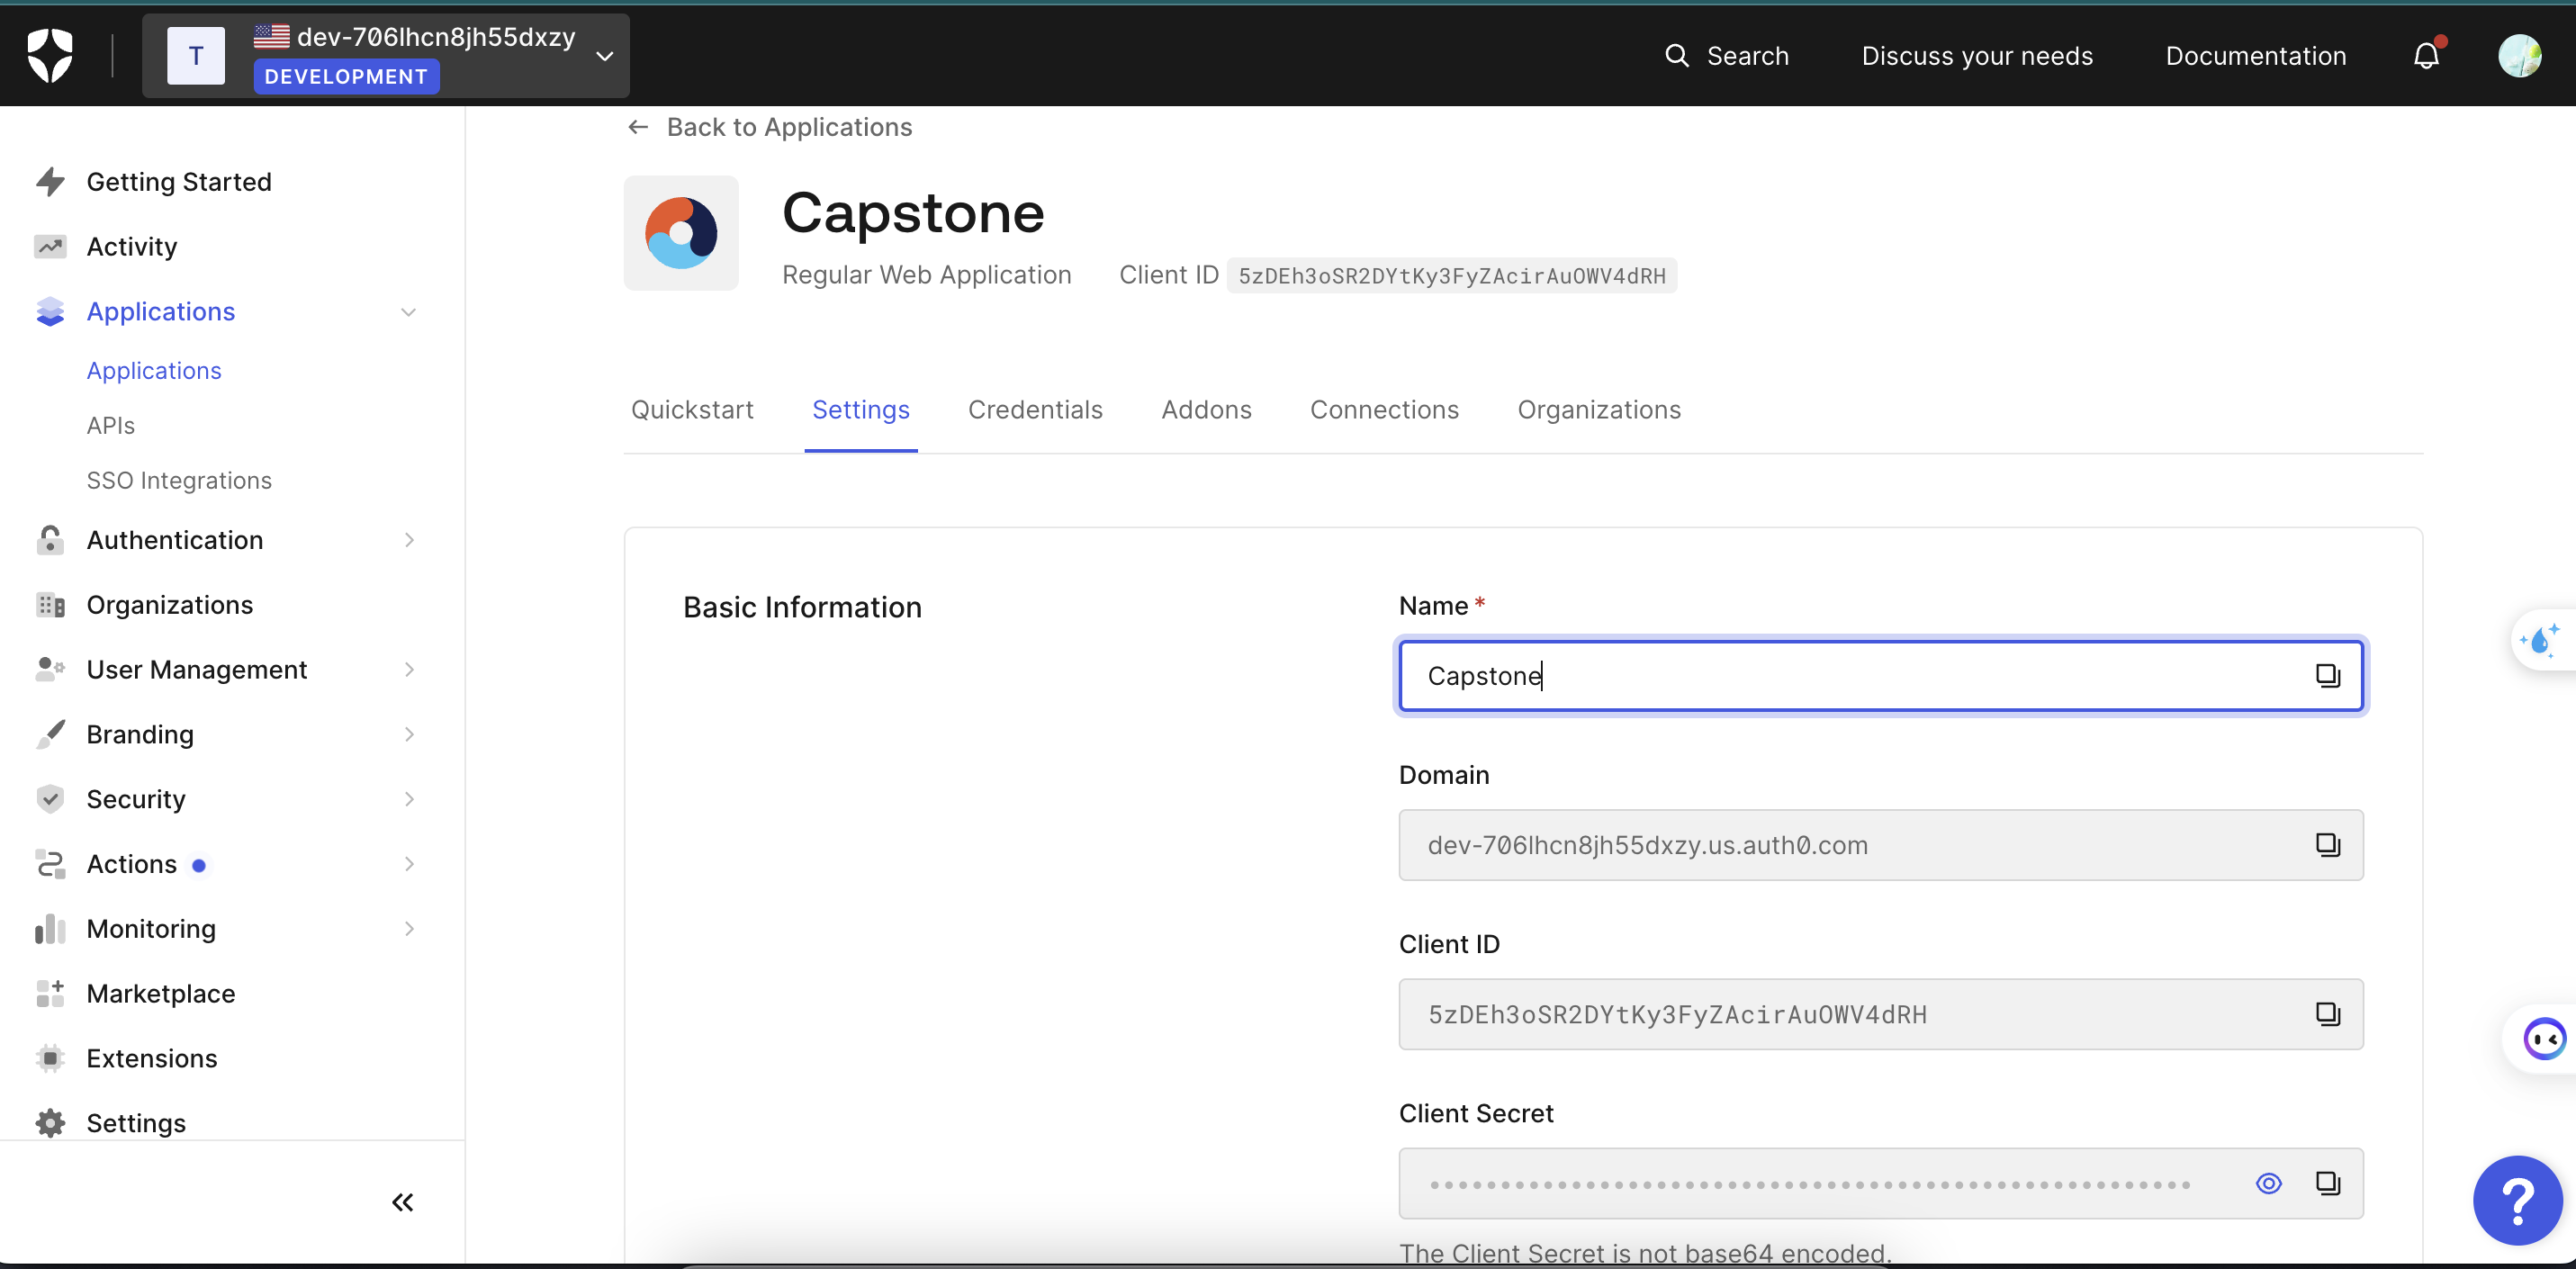 T
dev-706lhcn8jh55dxzy
DEVELOPMENT
Search
Discuss your needs
Documentation
Getting Started
Activity
Applications
Applications
APIs
SSO Integrations
Authentication
Organizations
User Management
Branding
Security
Actions
Monitoring
Marketplace
Extensions
Settings
← Back to Applications
Capstone
Regular Web Application
Client ID 5zDEh3oSR2DYtKy3FyZAcirAuOWV4dRH
Quickstart
Settings
Credentials
Addons
Connections
Organizations
Basic Information
Name *
Capstone
Domain
dev-706lhcn8jh55dxzy.us.auth0.com
Client ID
5zDEh3oSR2DYtKy3FyZAcirAuOWV4dRH
Client Secret
The Client Secret is not base64 encoded.
?